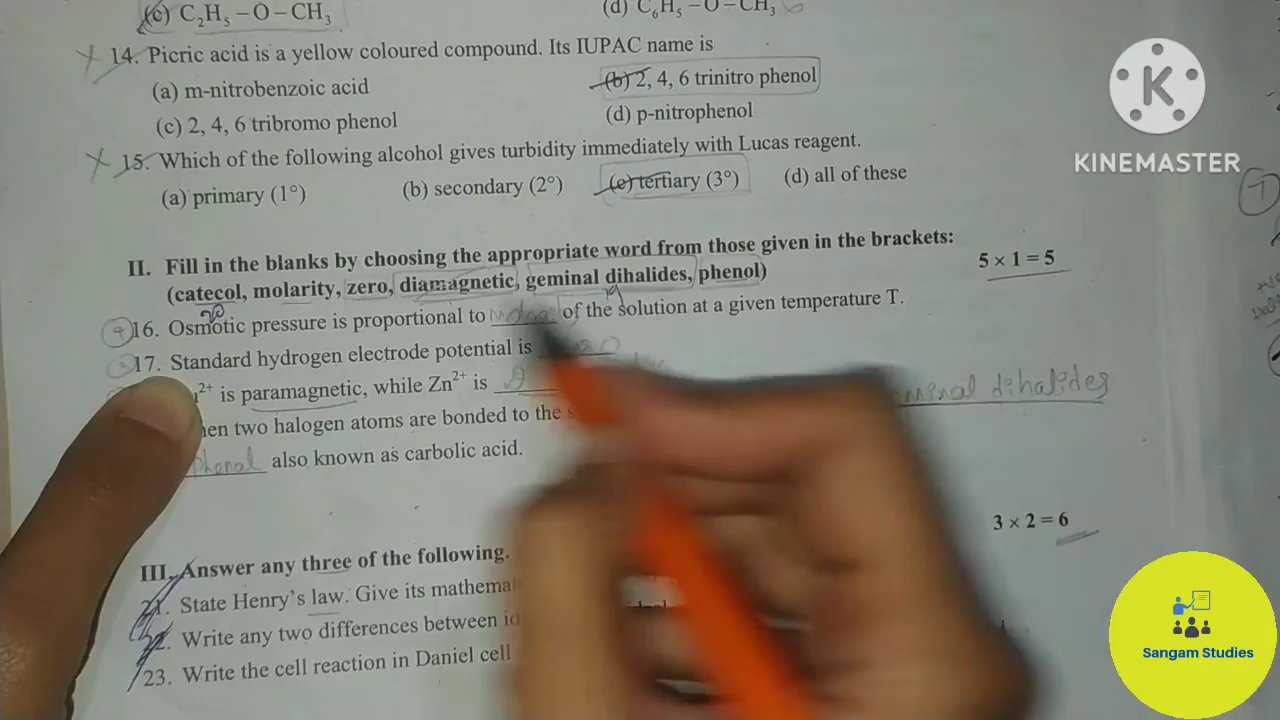 (c) C₂H₅ – O – CH₃
(d) C₆H₅ – O – CH₃
14. Picric acid is a yellow coloured compound. Its IUPAC name is
(a) m-nitrobenzoic acid
(b) 2, 4, 6 trinitro phenol
(c) 2, 4, 6 tribromo phenol
(d) p-nitrophenol
15. Which of the following alcohol gives turbidity immediately with Lucas reagent.
(a) primary (1°) (b) secondary (2°) (c) tertiary (3°) (d) all of these
II. Fill in the blanks by choosing the appropriate word from those given in the brackets:
(catecol, molarity, zero, diamagnetic, geminal dihalides, phenol)
5 × 1 = 5
16. Osmotic pressure is proportional to of the solution at a given temperature T.
17. Standard hydrogen electrode potential is
²⁺ is paramagnetic, while Zn²⁺ is
hen two halogen atoms are bonded to the s
minal dihalides
phenol also known as carbolic acid.
3 × 2 = 6
III. Answer any three of the following.
21. State Henry's law. Give its mathema
22. Write any two differences between id
23. Write the cell reaction in Daniel cell
K
KINEMASTER
Sangam Studies